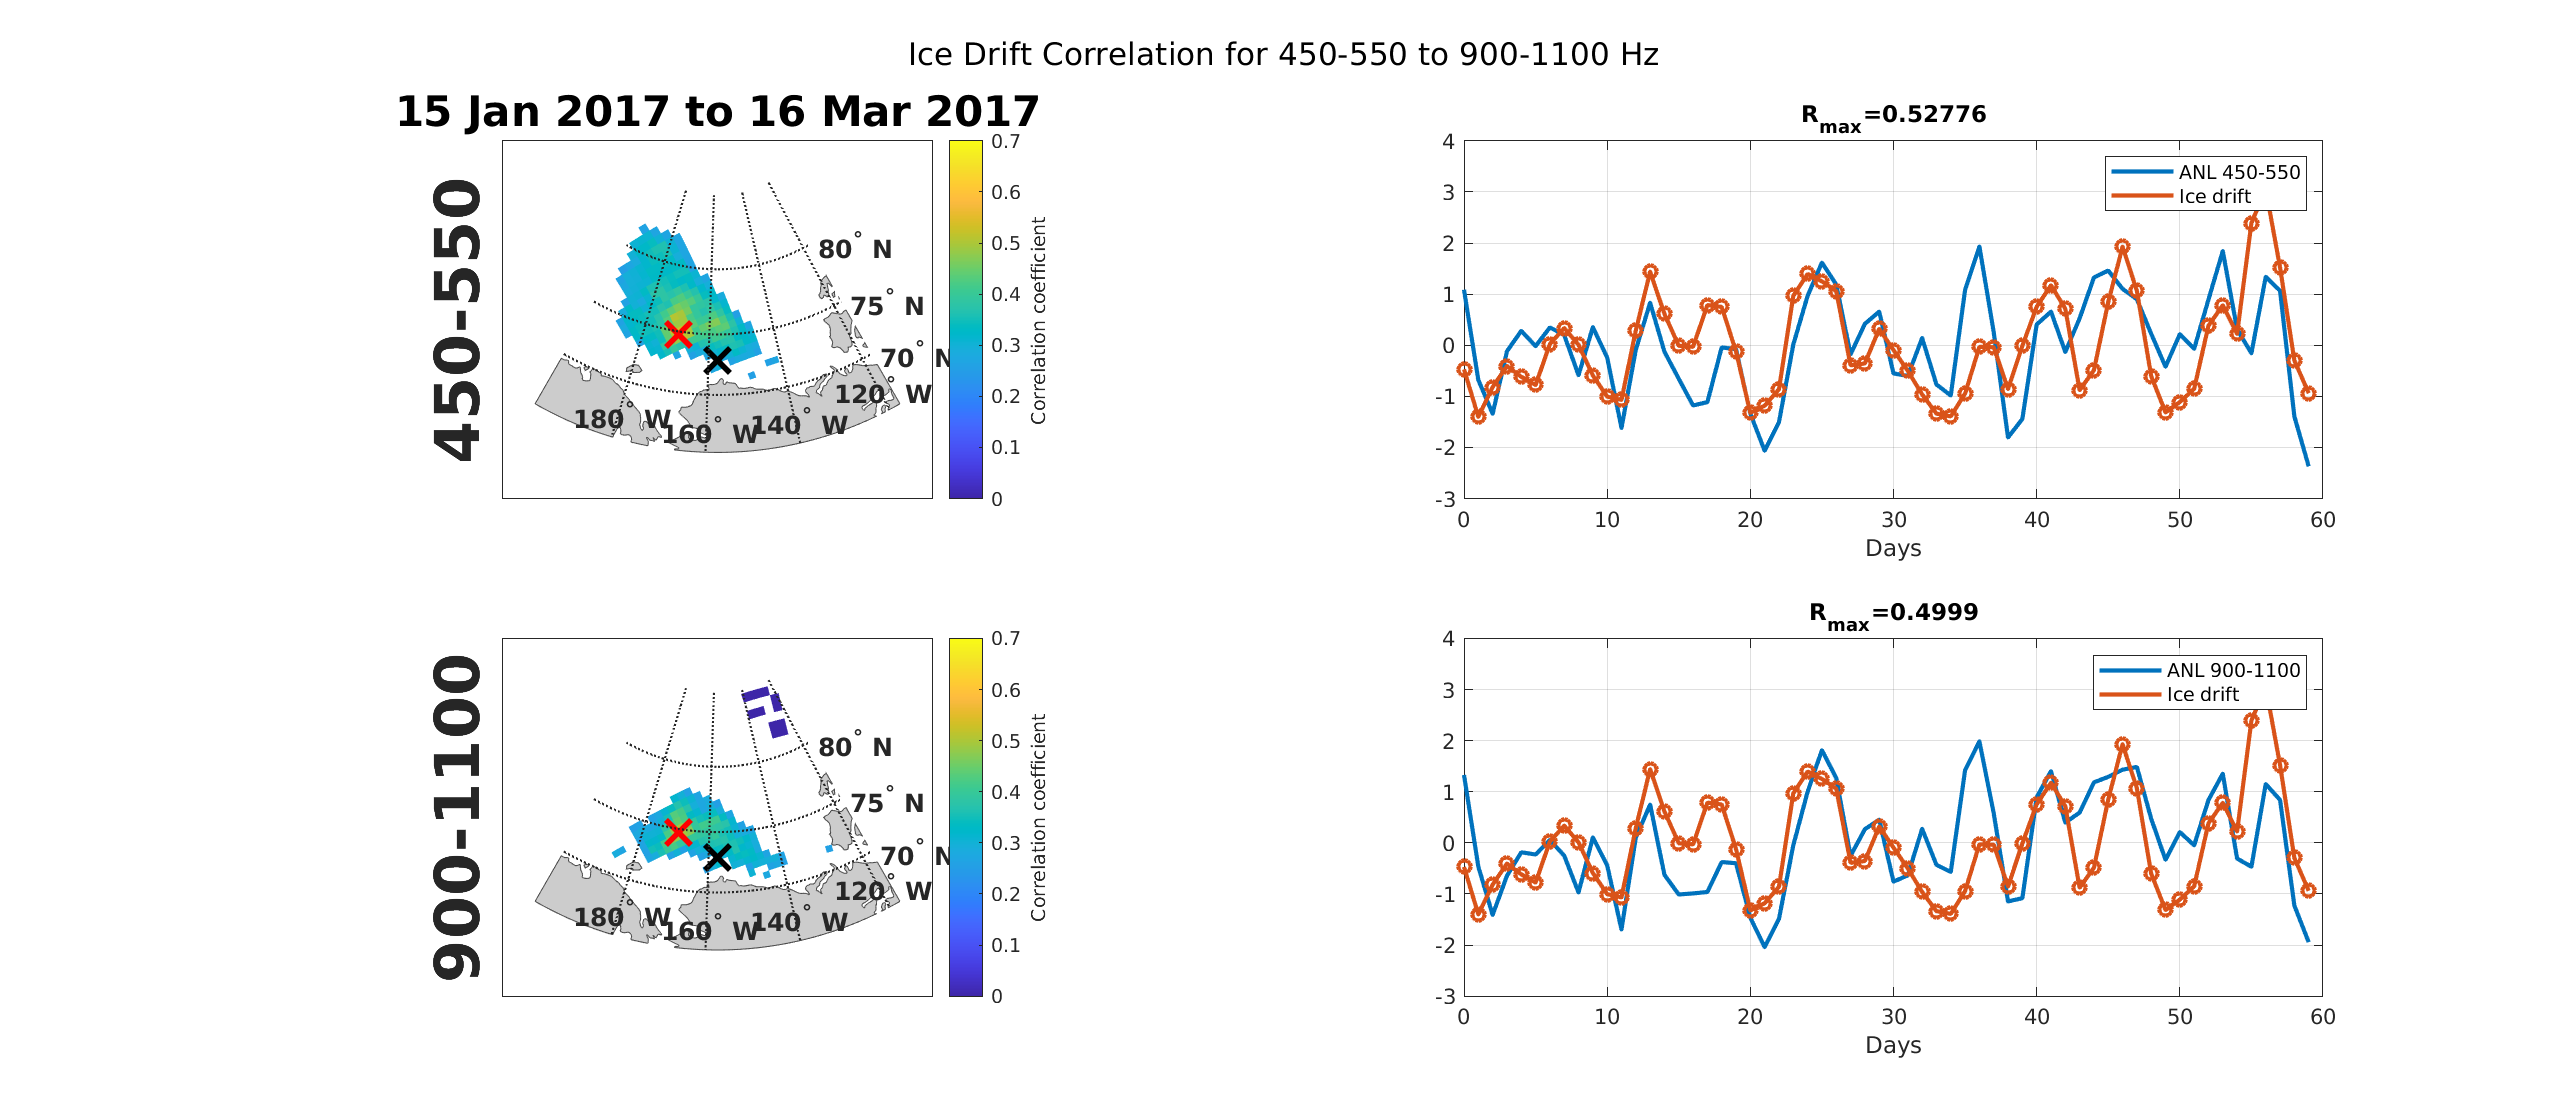 Ice Drift Correlation for 450-550 to 900-1100 Hz
15 Jan 2017 to 16 Mar 2017
450-550
80° N
75° N
70° N
120° W
180° W
160° W
140° W
0.7
0.6
0.5
0.4
0.3
0.2
0.1
0
Correlation coefficient
Rmax=0.52776
4
3
2
1
0
-1
-2
-3
0 10 20 30 40 50 60
Days
ANL 450-550
Ice drift
900-1100
80° N
75° N
70° N
120° W
180° W
160° W
140° W
0.7
0.6
0.5
0.4
0.3
0.2
0.1
0
Correlation coefficient
Rmax=0.4999
4
3
2
1
0
-1
-2
-3
0 10 20 30 40 50 60
Days
ANL 900-1100
Ice drift